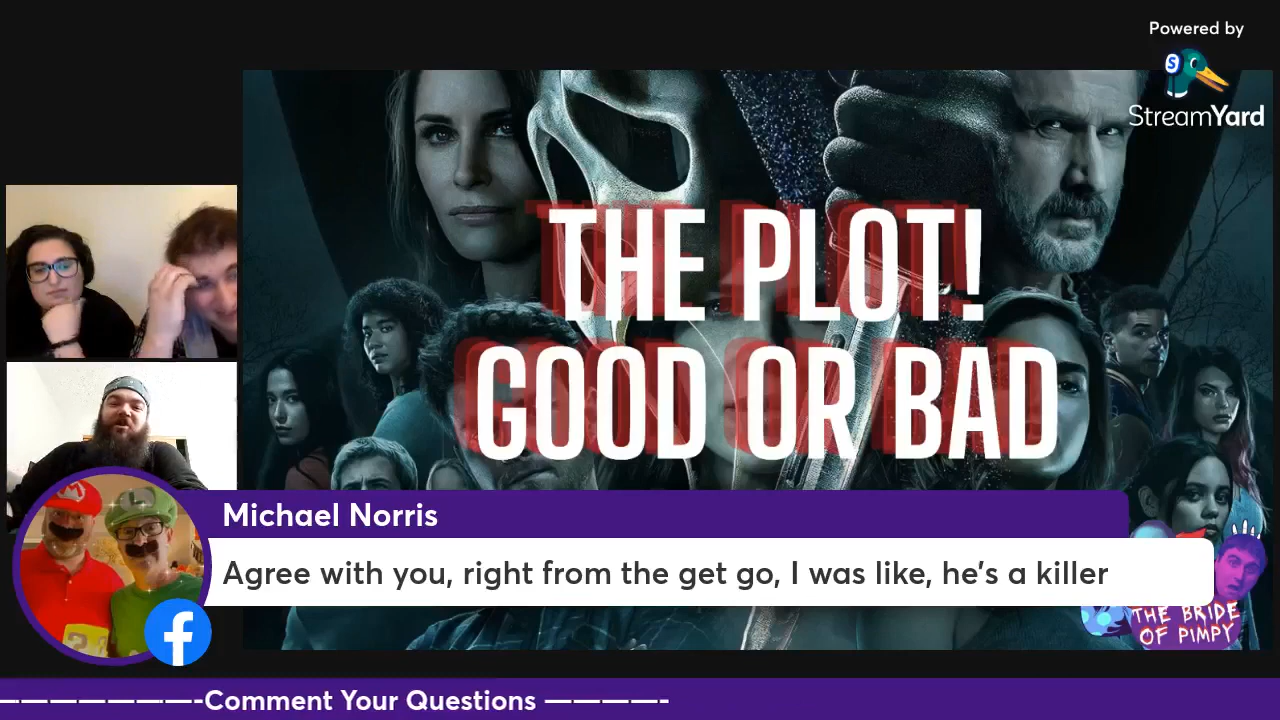 Powered by
StreamYard
THE PLOT!
GOOD OR BAD
Michael Norris
Agree with you, right from the get go, I was like, he's a killer
THE BRIDE
OF PIMPY
————————-Comment Your Questions ————-